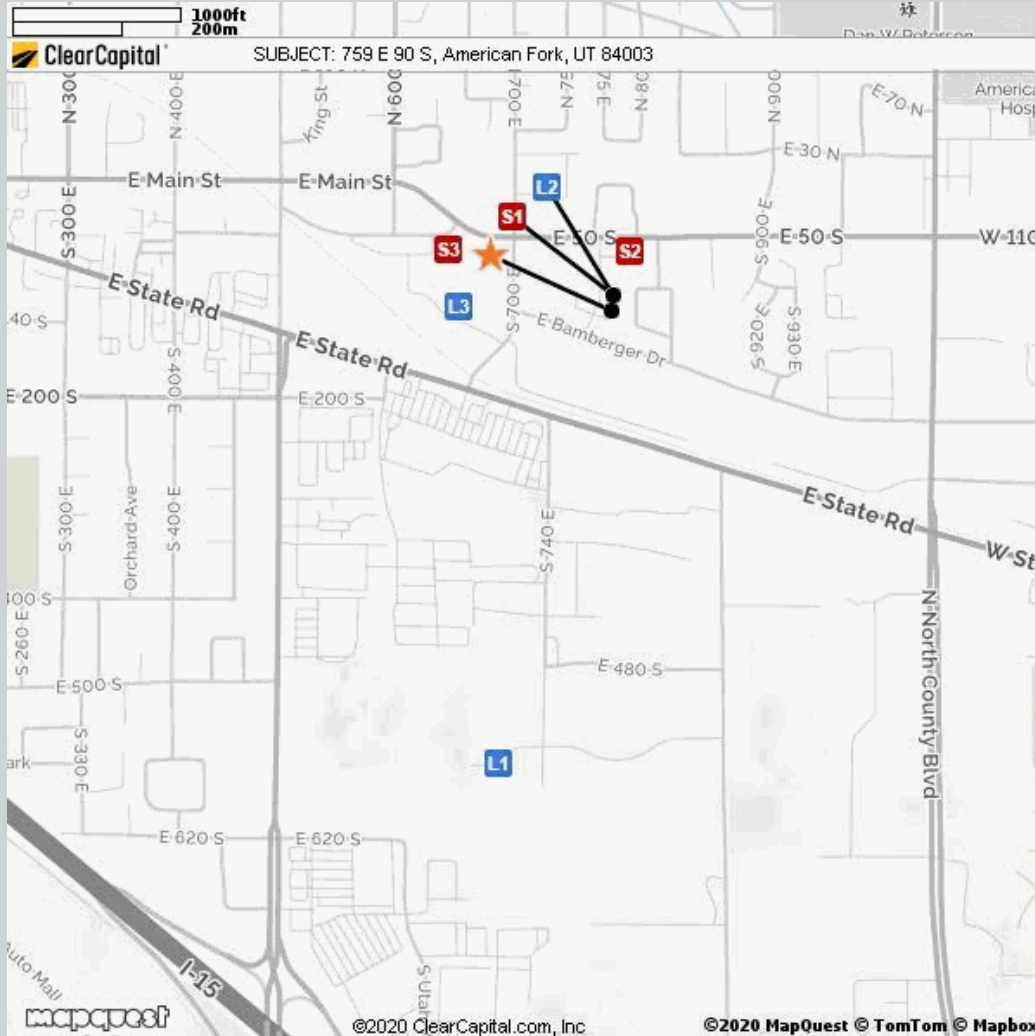 1000ft
200m
Dan W Peterson
ClearCapital
SUBJECT: 759 E 90 S, American Fork, UT 84003
N 300
N-400-E
King St
N 600
E-007-
N-75
75-E
N-80
N-900
E-70-N
America
Hosp
E-30-N
E Main St
E Main St
S-300-E
L2
S1
E-50-S
S2
S-900-E
E-50-S
W-110
S3
L3
S-700-E
E State Rd
E Bamberger Dr
S-920-E
S-930-E
40-S
E State Rd
S-400-E
E-200-S
E-200-S
S-300-E
Orchard Ave
S-400-E
S-740-E
E State Rd
W St
400-S
S-260-E
E-480-S
N North County Blvd
E-500-S
ark
S-330-E
L1
E-620-S
E-620-S
Auto Mall
I-15
S Utah
mapquest
©2020 ClearCapital.com, Inc
©2020 MapQuest © TomTom © Mapbo